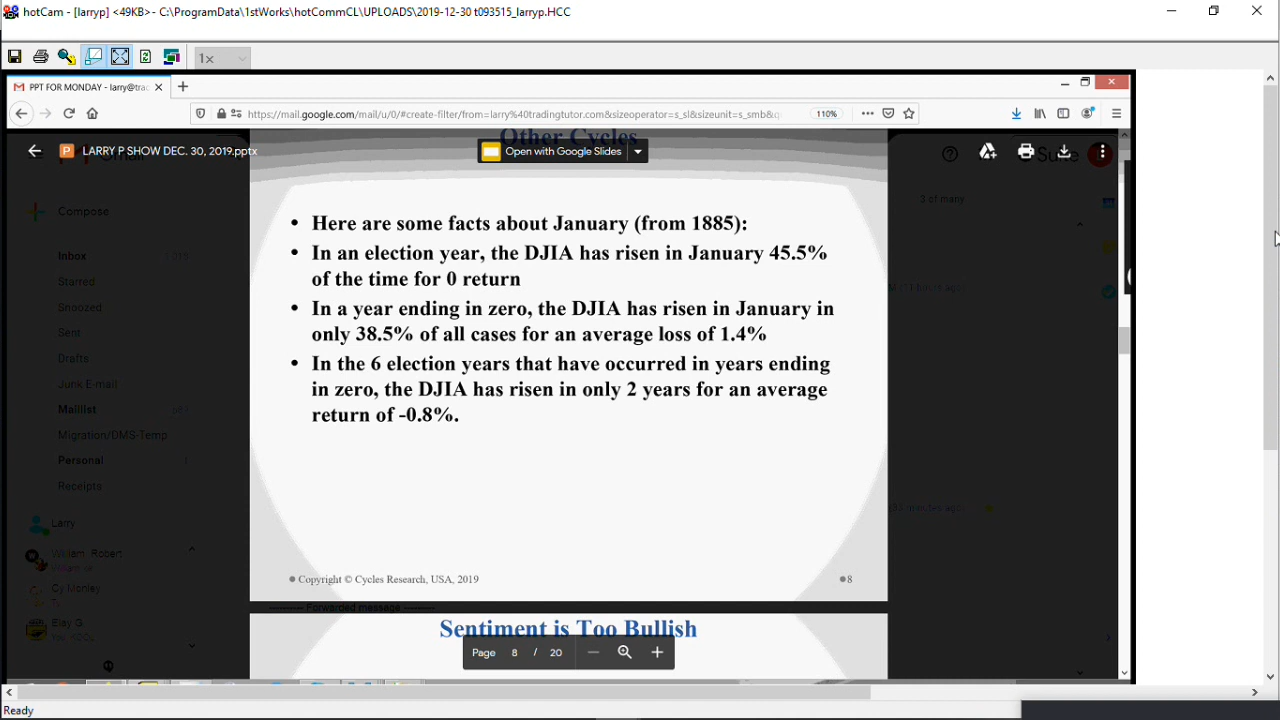 hotCam - [larryp] <49KB> - C:\ProgramData\1stWorks\hotCommCL\UPLOADS\2019-12-30 t093515_larryp.HCC
1x
PPT FOR MONDAY - larry@trad
https://mail.google.com/mail/u/0/#create-filter/from=larry%40tradingtutor.com&sizeoperator=s_sl&sizeunit=s_smb&q
110%
Other Cycles
LARRY P SHOW DEC. 30, 2019.pptx
Open with Google Slides
Compose
3 of many
Inbox
Starred
Snoozed
Sent
Drafts
Junk E-mail
Maillist
Migration/DMS-Temp
Personal
Receipts
Larry
William, Robert
Cy Monley
Elay G
• Here are some facts about January (from 1885):
• In an election year, the DJIA has risen in January 45.5%
of the time for 0 return
• In a year ending in zero, the DJIA has risen in January in
only 38.5% of all cases for an average loss of 1.4%
• In the 6 election years that have occurred in years ending
in zero, the DJIA has risen in only 2 years for an average
return of -0.8%.
Copyright © Cycles Research, USA, 2019
8
---------- Forwarded message ----------
Sentiment is Too Bullish
Page 8 / 20
Ready